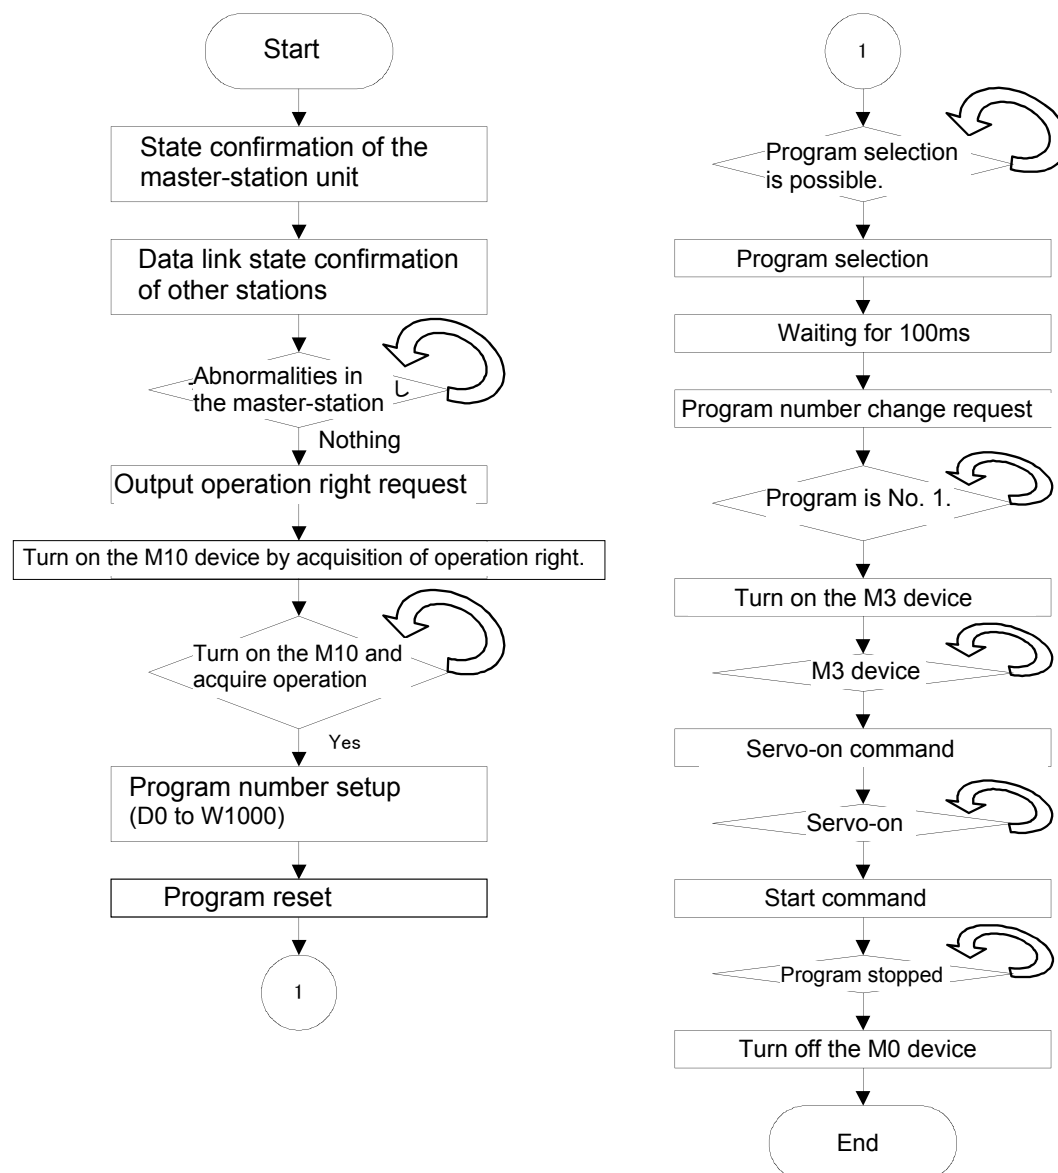 Start
State confirmation of the
master-station unit
Data link state confirmation
of other stations
Abnormalities in
the master-station
し
Nothing
Output operation right request
Turn on the M10 device by acquisition of operation right.
Turn on the M10 and
acquire operation
Yes
Program number setup
(D0 to W1000)
Program reset
1
1
Program selection
is possible.
Program selection
Waiting for 100ms
Program number change request
Program is No. 1.
Turn on the M3 device
M3 device
Servo-on command
Servo-on
Start command
Program stopped
Turn off the M0 device
End